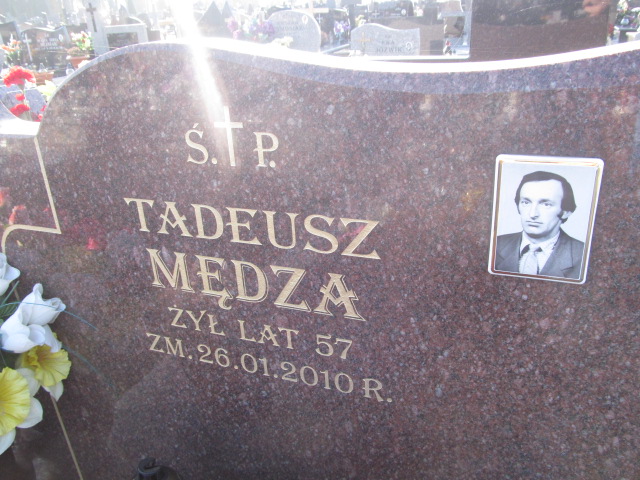 Ś.†P.
TADEUSZ
MĘDZA
ŻYŁ LAT 57
ZM. 26.01.2010 R.